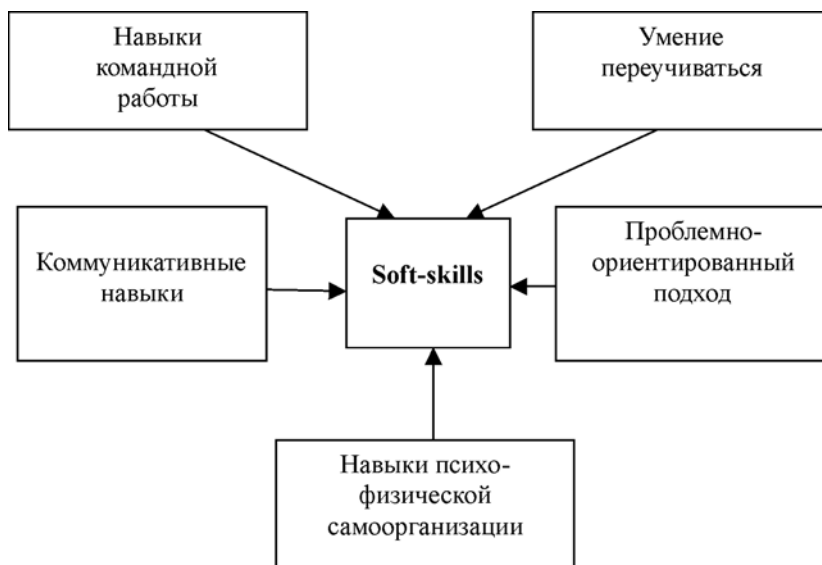 Навыки
командной
работы
Умение
переучиваться
Коммуникативные
навыки
Soft-skills
Проблемно-
ориентированный
подход
Навыки психо-
физической
самоорганизации